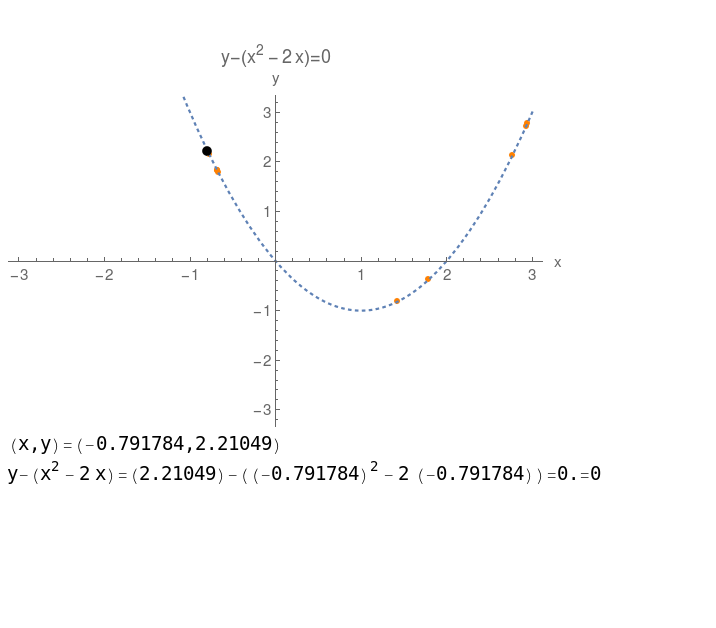 y−(x² − 2 x)=0
y
3
2
1
−3 −2 −1 1 2 3 x
−1
−2
−3
(x,y)=(−0.791784,2.21049)
y−(x² − 2 x)=(2.21049)−((−0.791784)² − 2 (−0.791784))=0.=0